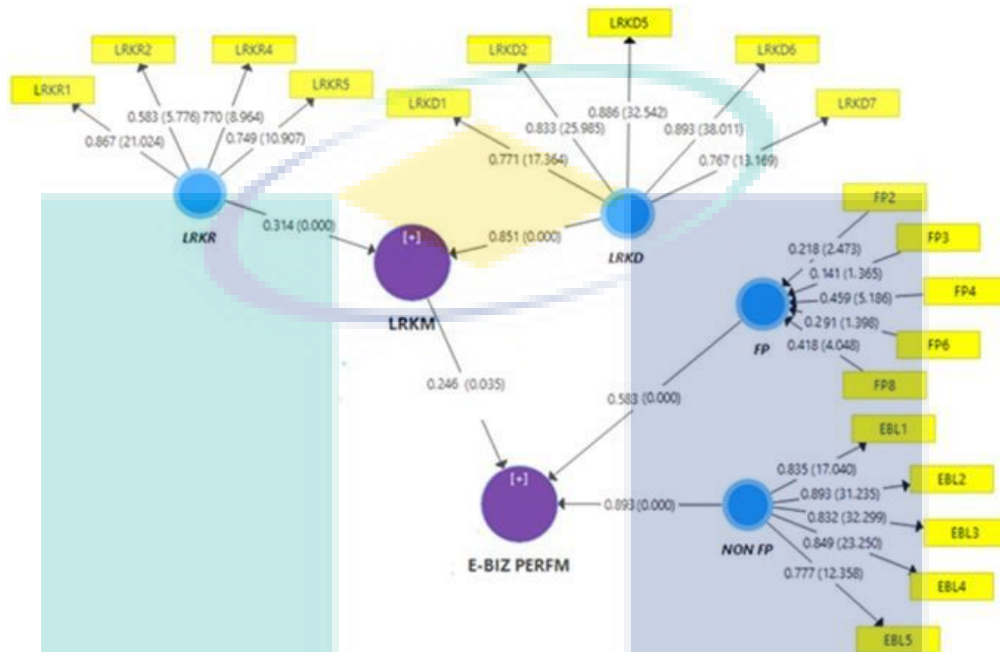 LRKD5
LRKR2
LRKR4
LRKD2
LRKD6
LRKR1
LRKR5
LRKD1
LRKD7
0.583 (5.776)
770 (8.964)
0.867 (21.024)
0.749 (10.907)
0.886 (32.542)
0.833 (25.985)
0.893 (38.011)
0.771 (17.364)
0.767 (13.169)
LRKR
0.314 (0.000)
[+]
0.851 (0.000)
LRKD
LRKM
FP2
0.218 (2.473)
FP3
0.141 (1.365)
FP4
0.459 (5.186)
0.291 (1.398)
FP6
0.418 (4.048)
FP
FP8
0.246 (0.035)
0.583 (0.000)
EBL1
0.835 (17.040)
EBL2
0.893 (31.235)
[+]
0.893 (0.000)
0.832 (32.299)
EBL3
NON FP
0.849 (23.250)
E-BIZ PERFM
0.777 (12.358)
EBL4
EBL5